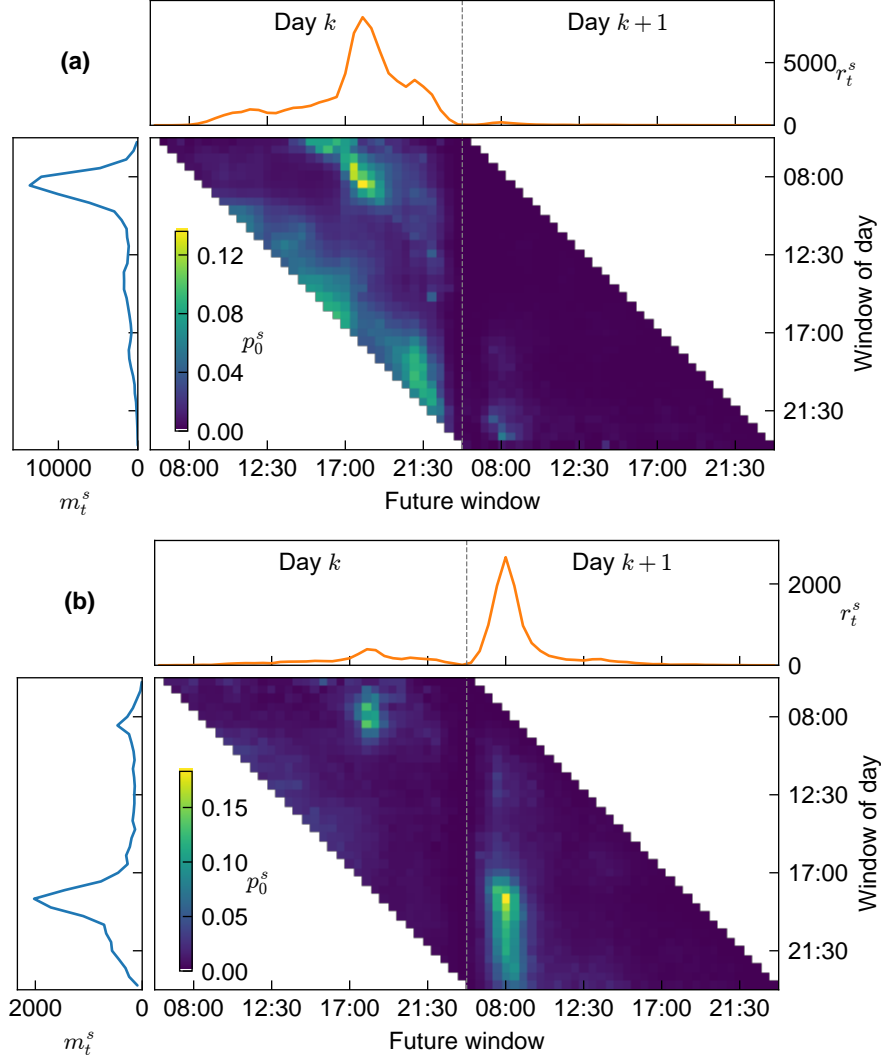 Day k
Day k + 1
(a)
5000
r_t^s
0
08:00
12:30
17:00
21:30
Window of day
0.12
0.08
p_0^s
0.04
0.00
10000
0
m_t^s
08:00
12:30
17:00
21:30
08:00
12:30
17:00
21:30
Future window
Day k
Day k + 1
(b)
2000
r_t^s
0
08:00
12:30
17:00
21:30
Window of day
0.15
0.10
p_0^s
0.05
0.00
2000
0
m_t^s
08:00
12:30
17:00
21:30
08:00
12:30
17:00
21:30
Future window